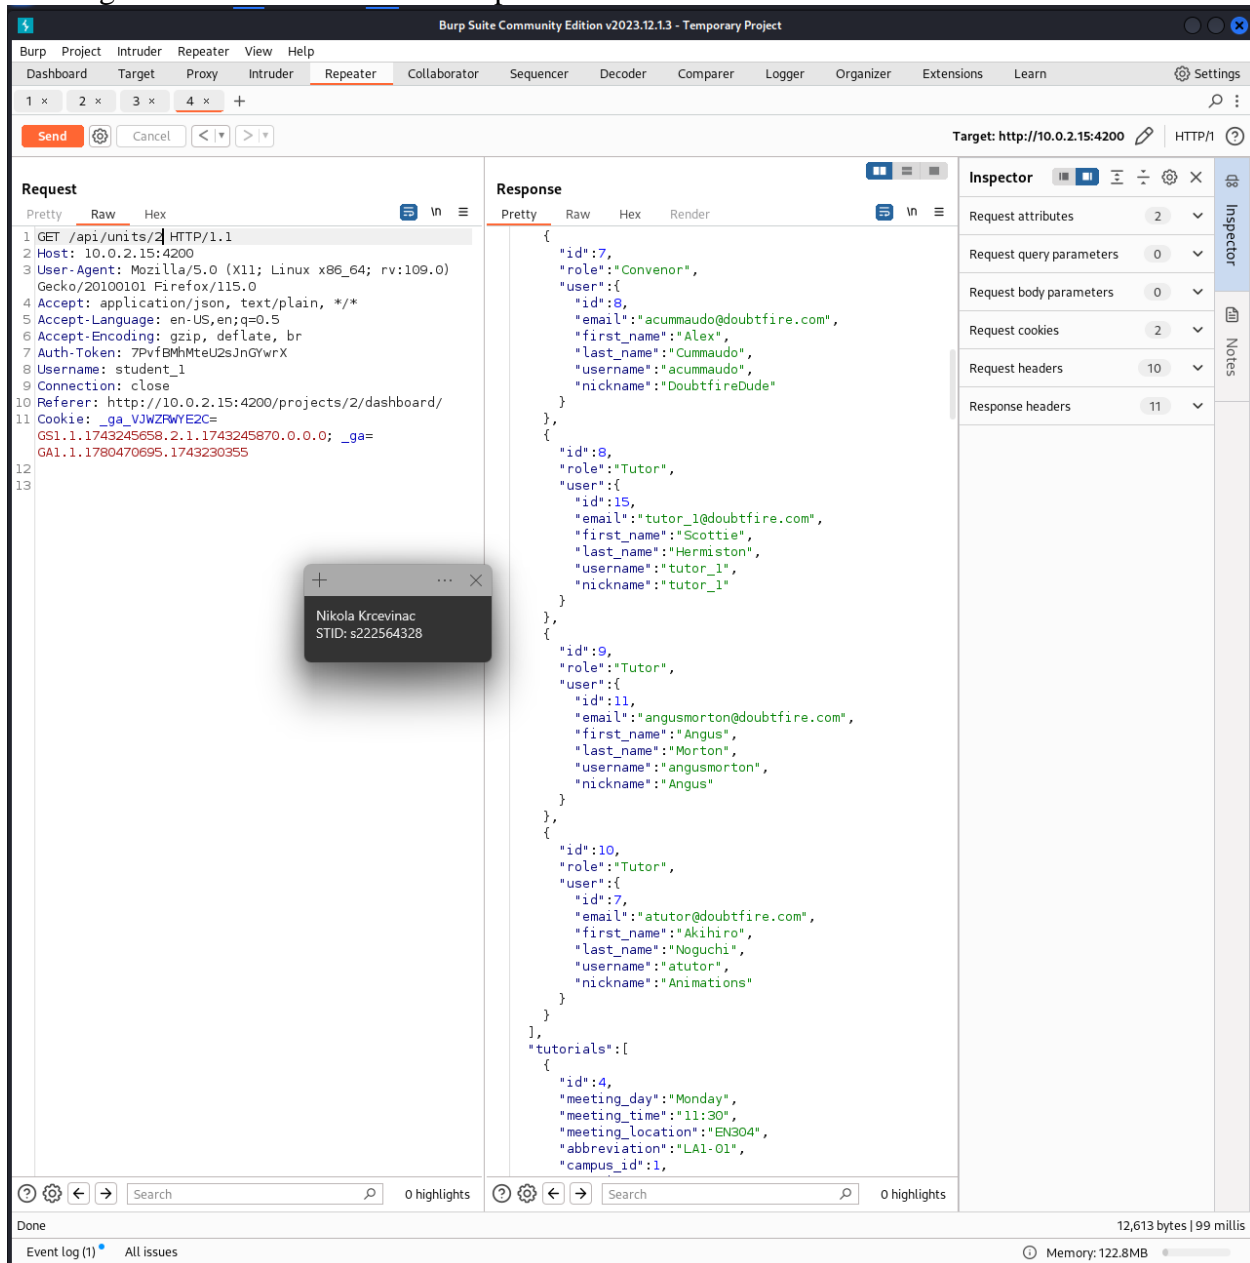 Burp Suite Community Edition v2023.12.1.3 - Temporary Project
Burp Project Intruder Repeater View Help
Dashboard Target Proxy Intruder Repeater Collaborator Sequencer Decoder Comparer Logger Organizer Extensions Learn Settings
1 × 2 × 3 × 4 × +
Send Cancel < > Target: http://10.0.2.15:4200 HTTP/1
Request
Pretty Raw Hex \n
1 GET /api/units/2 HTTP/1.1
2 Host: 10.0.2.15:4200
3 User-Agent: Mozilla/5.0 (X11; Linux x86_64; rv:109.0)
Gecko/20100101 Firefox/115.0
4 Accept: application/json, text/plain, */*
5 Accept-Language: en-US,en;q=0.5
6 Accept-Encoding: gzip, deflate, br
7 Auth-Token: 7PvfBMhMteU2sJnGYwrX
8 Username: student_1
9 Connection: close
10 Referer: http://10.0.2.15:4200/projects/2/dashboard/
11 Cookie: _ga_VJWZRWYE2C=
GS1.1.1743245658.2.1.1743245870.0.0.0; _ga=
GA1.1.1780470695.1743230355
12
13
Nikola Krcevinac
STID: s222564328
Response
Pretty Raw Hex Render \n
{
"id":7,
"role":"Convenor",
"user":{
"id":8,
"email":"acummaudo@doubtfire.com",
"first_name":"Alex",
"last_name":"Cummaudo",
"username":"acummaudo",
"nickname":"DoubtfireDude"
}
},
{
"id":8,
"role":"Tutor",
"user":{
"id":15,
"email":"tutor_1@doubtfire.com",
"first_name":"Scottie",
"last_name":"Hermiston",
"username":"tutor_1",
"nickname":"tutor_1"
}
},
{
"id":9,
"role":"Tutor",
"user":{
"id":11,
"email":"angusmorton@doubtfire.com",
"first_name":"Angus",
"last_name":"Morton",
"username":"angusmorton",
"nickname":"Angus"
}
},
{
"id":10,
"role":"Tutor",
"user":{
"id":7,
"email":"atutor@doubtfire.com",
"first_name":"Akihiro",
"last_name":"Noguchi",
"username":"atutor",
"nickname":"Animations"
}
}
],
"tutorials":[
{
"id":4,
"meeting_day":"Monday",
"meeting_time":"11:30",
"meeting_location":"EN304",
"abbreviation":"LA1-01",
"campus_id":1,
Inspector
Request attributes 2
Request query parameters 0
Request body parameters 0
Request cookies 2
Request headers 10
Response headers 11
Inspector
Notes
Search 0 highlights
Search 0 highlights
Done 12,613 bytes | 99 millis
Event log (1) All issues Memory: 122.8MB